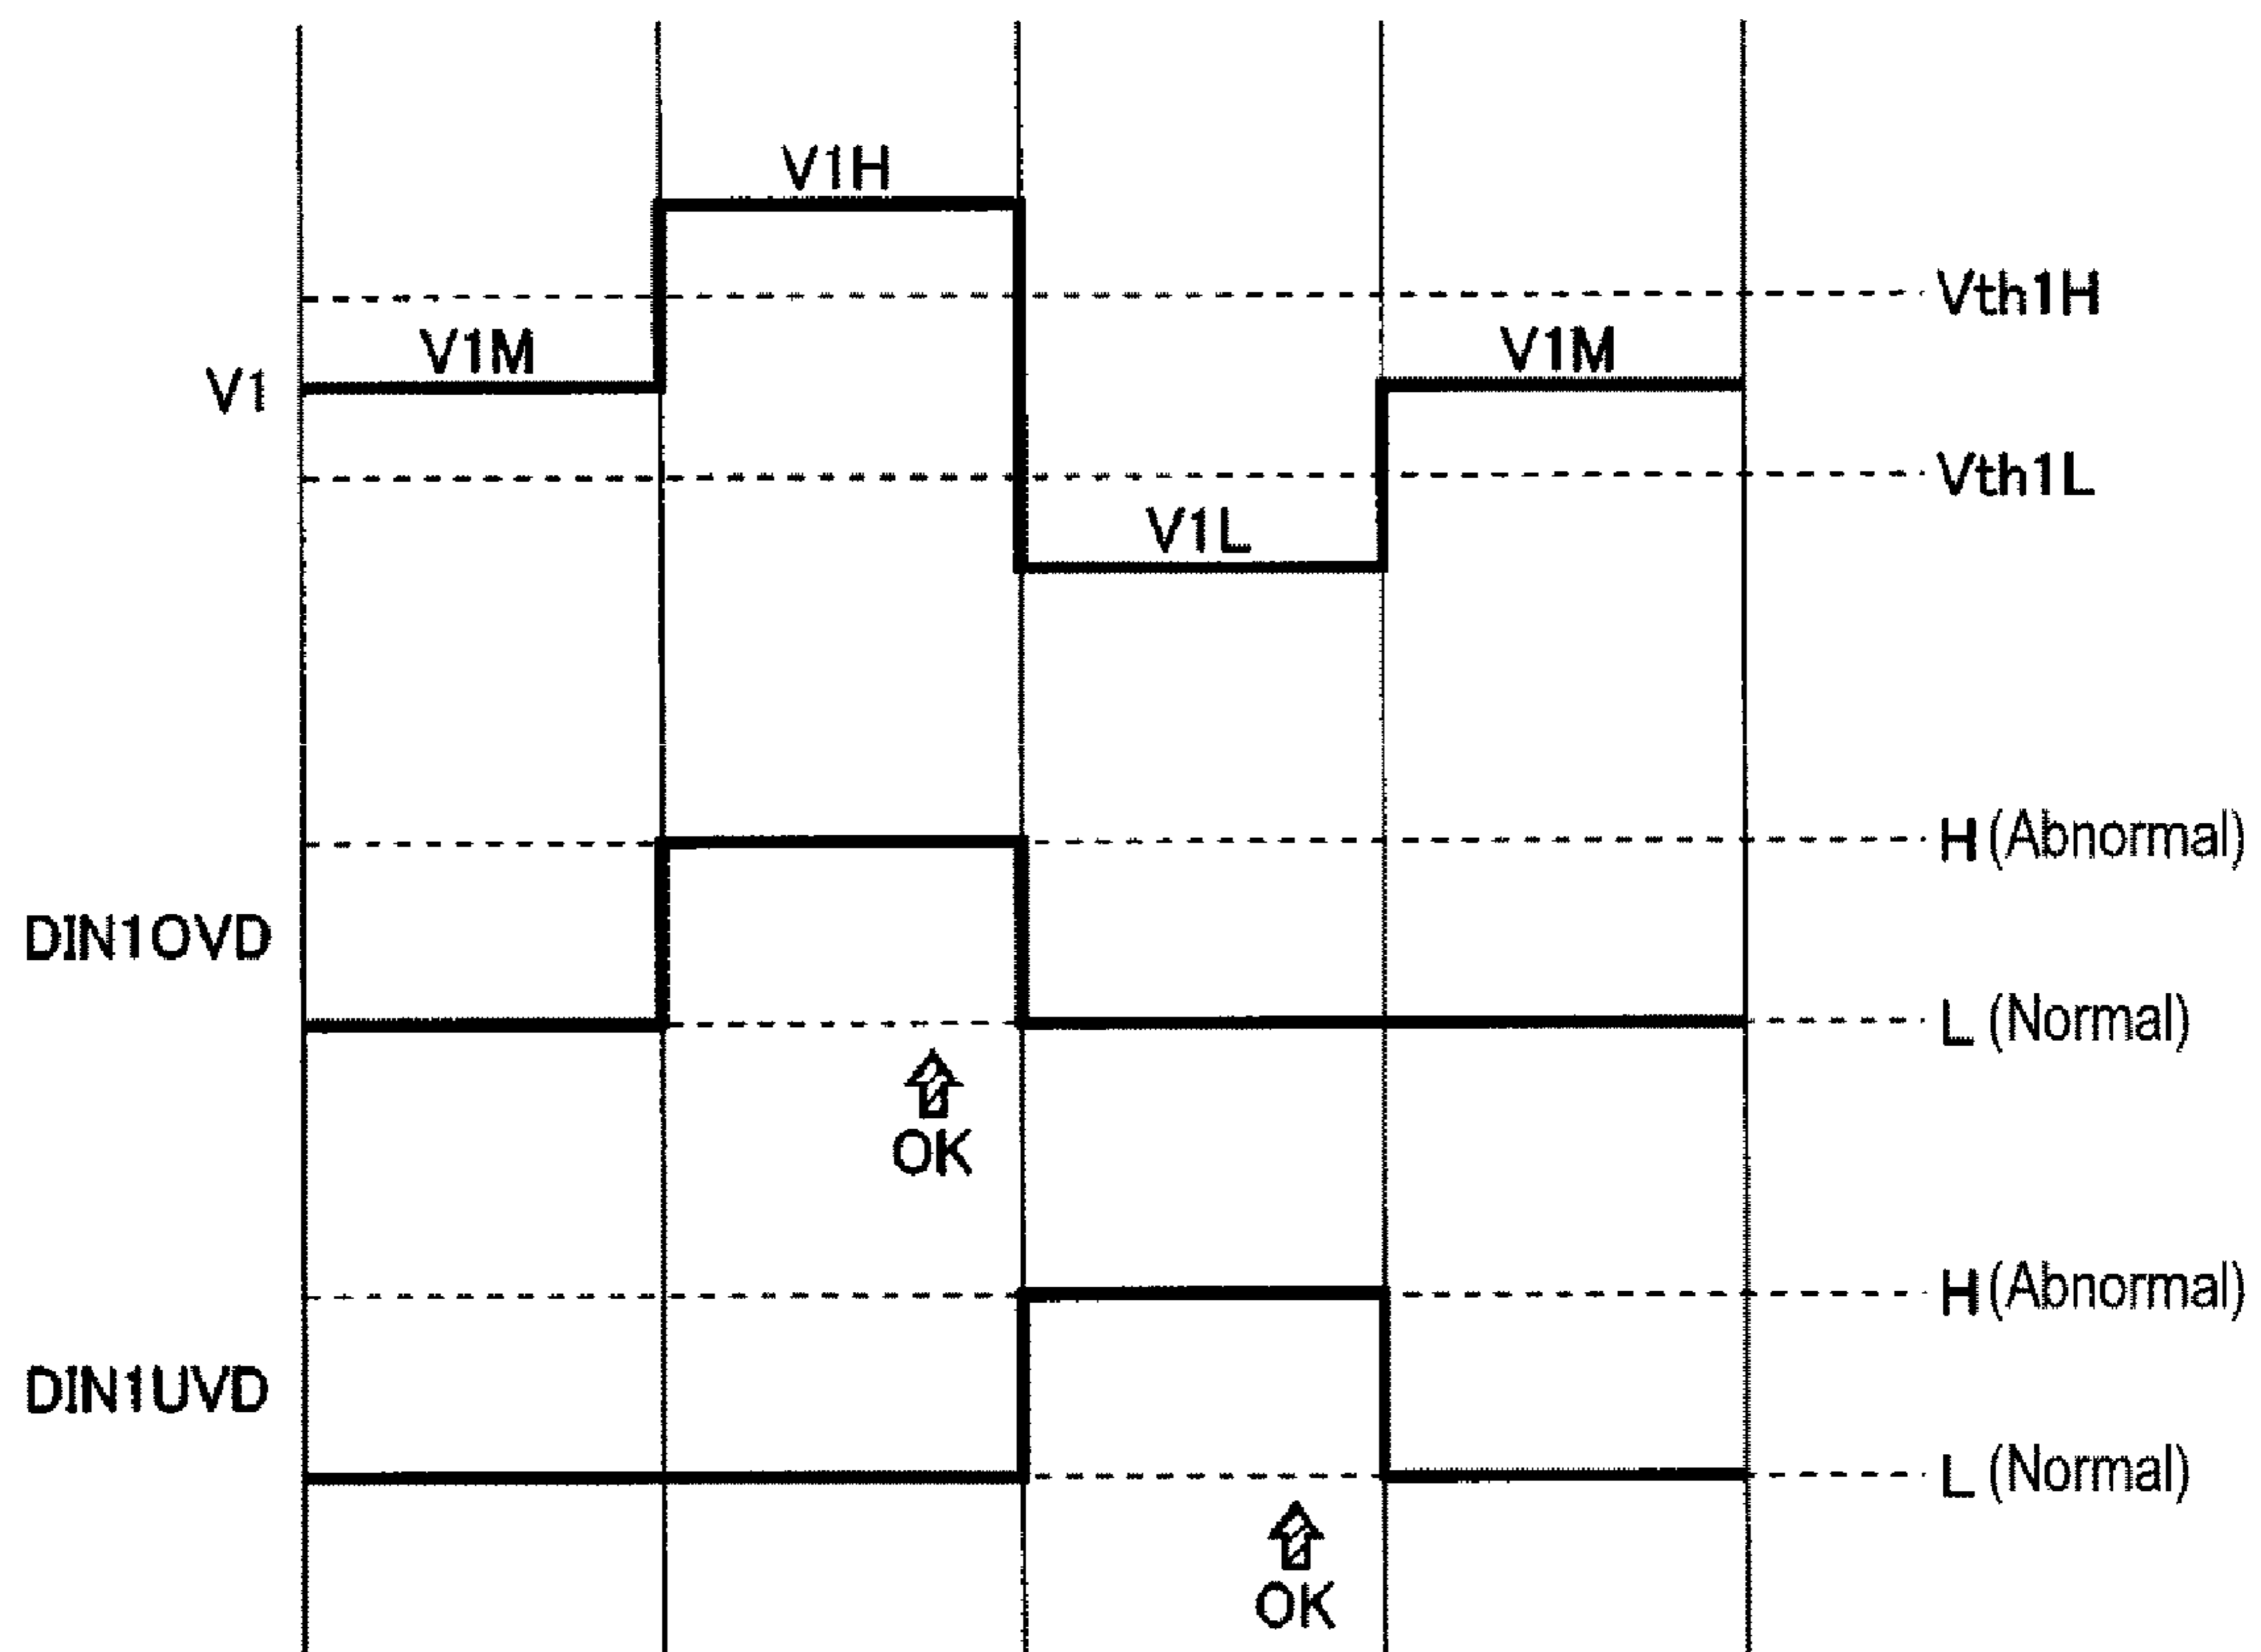 V1H
Vth1H
V1M
V1M
V1
Vth1L
V1L
H (Abnormal)
DIN1OVD
L (Normal)
OK
H (Abnormal)
DIN1UVD
L (Normal)
OK